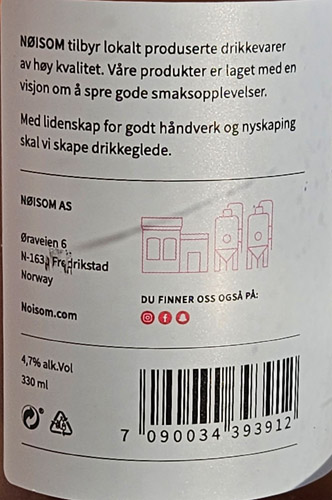 NØISOM tilbyr lokalt produserte drikkevarer
av høy kvalitet. Våre produkter er laget med en
visjon om å spre gode smaksopplevelser.
Med lidenskap for godt håndverk og nyskaping
skal vi skape drikkeglede.
NØISOM AS
Øraveien 6
Fredrikstad
Norway
Noisom.com
DU FINNER OSS OGSÅ PÅ:
4,7% alk.Vol
330 ml
7 090034 393912